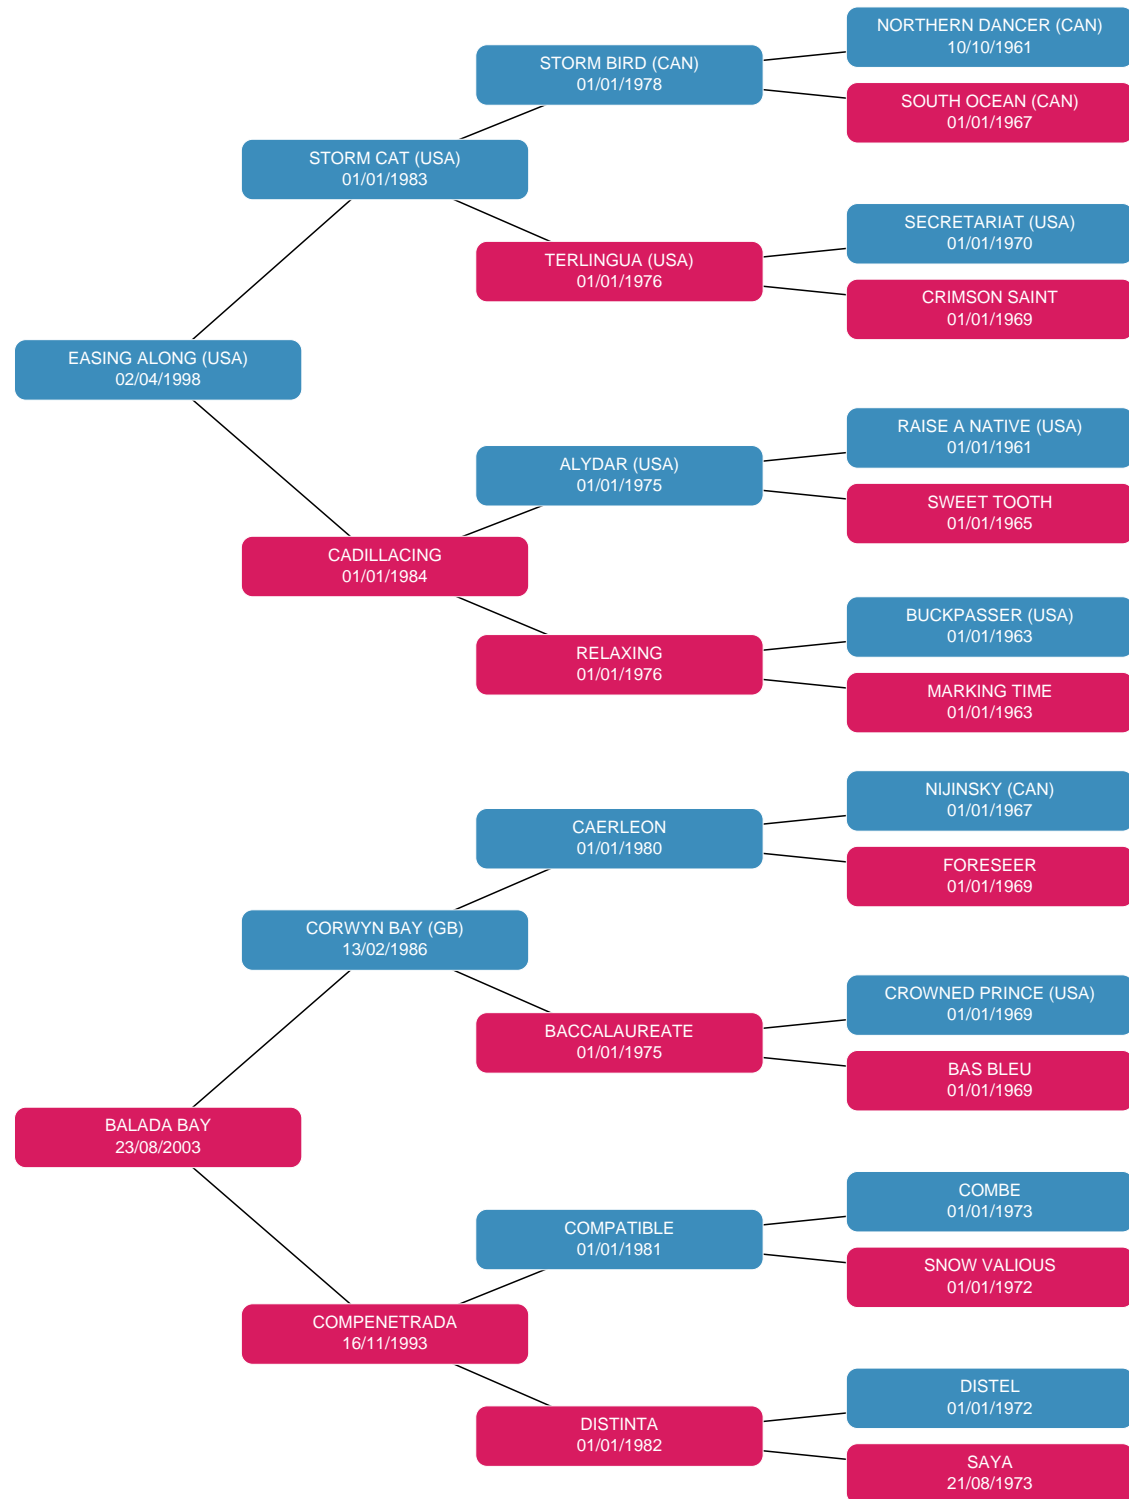 NORTHERN DANCER (CAN)
10/10/1961
STORM BIRD (CAN)
01/01/1978
SOUTH OCEAN (CAN)
01/01/1967
STORM CAT (USA)
01/01/1983
SECRETARIAT (USA)
01/01/1970
TERLINGUA (USA)
01/01/1976
CRIMSON SAINT
01/01/1969
EASING ALONG (USA)
02/04/1998
RAISE A NATIVE (USA)
01/01/1961
ALYDAR (USA)
01/01/1975
SWEET TOOTH
01/01/1965
CADILLACING
01/01/1984
BUCKPASSER (USA)
01/01/1963
RELAXING
01/01/1976
MARKING TIME
01/01/1963
NIJINSKY (CAN)
01/01/1967
CAERLEON
01/01/1980
FORESEER
01/01/1969
CORWYN BAY (GB)
13/02/1986
CROWNED PRINCE (USA)
01/01/1969
BACCALAUREATE
01/01/1975
BAS BLEU
01/01/1969
BALADA BAY
23/08/2003
COMBE
01/01/1973
COMPATIBLE
01/01/1981
SNOW VALIOUS
01/01/1972
COMPENETRADA
16/11/1993
DISTEL
01/01/1972
DISTINTA
01/01/1982
SAYA
21/08/1973